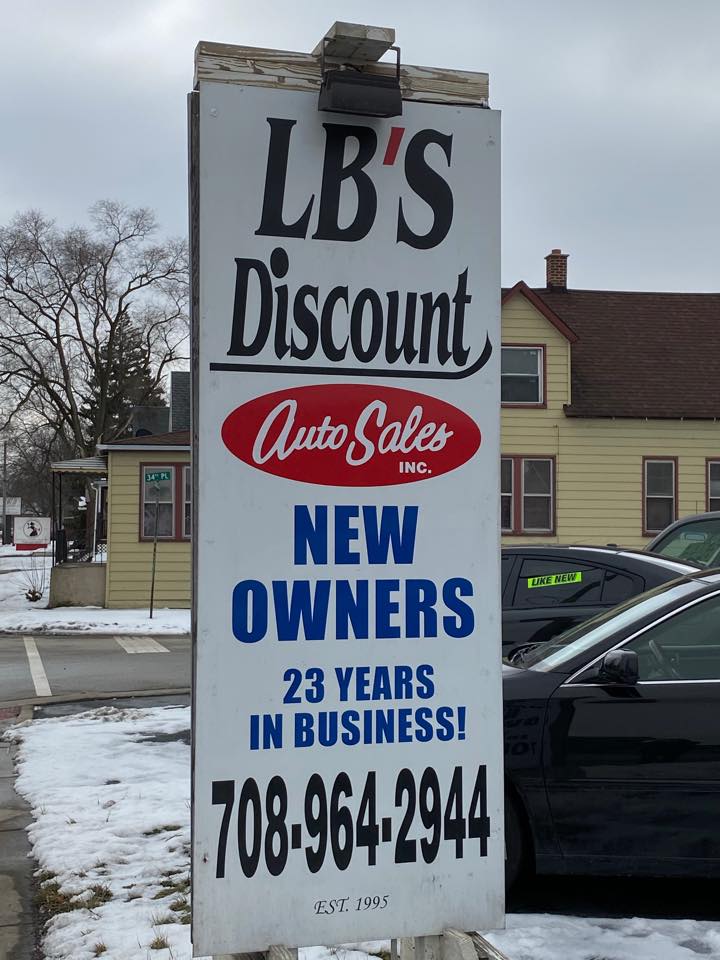 LB'S
Discount
Auto Sales
INC.
NEW
OWNERS
23 YEARS
IN BUSINESS!
708-964-2944
EST. 1995
34TH PL
LIKE NEW